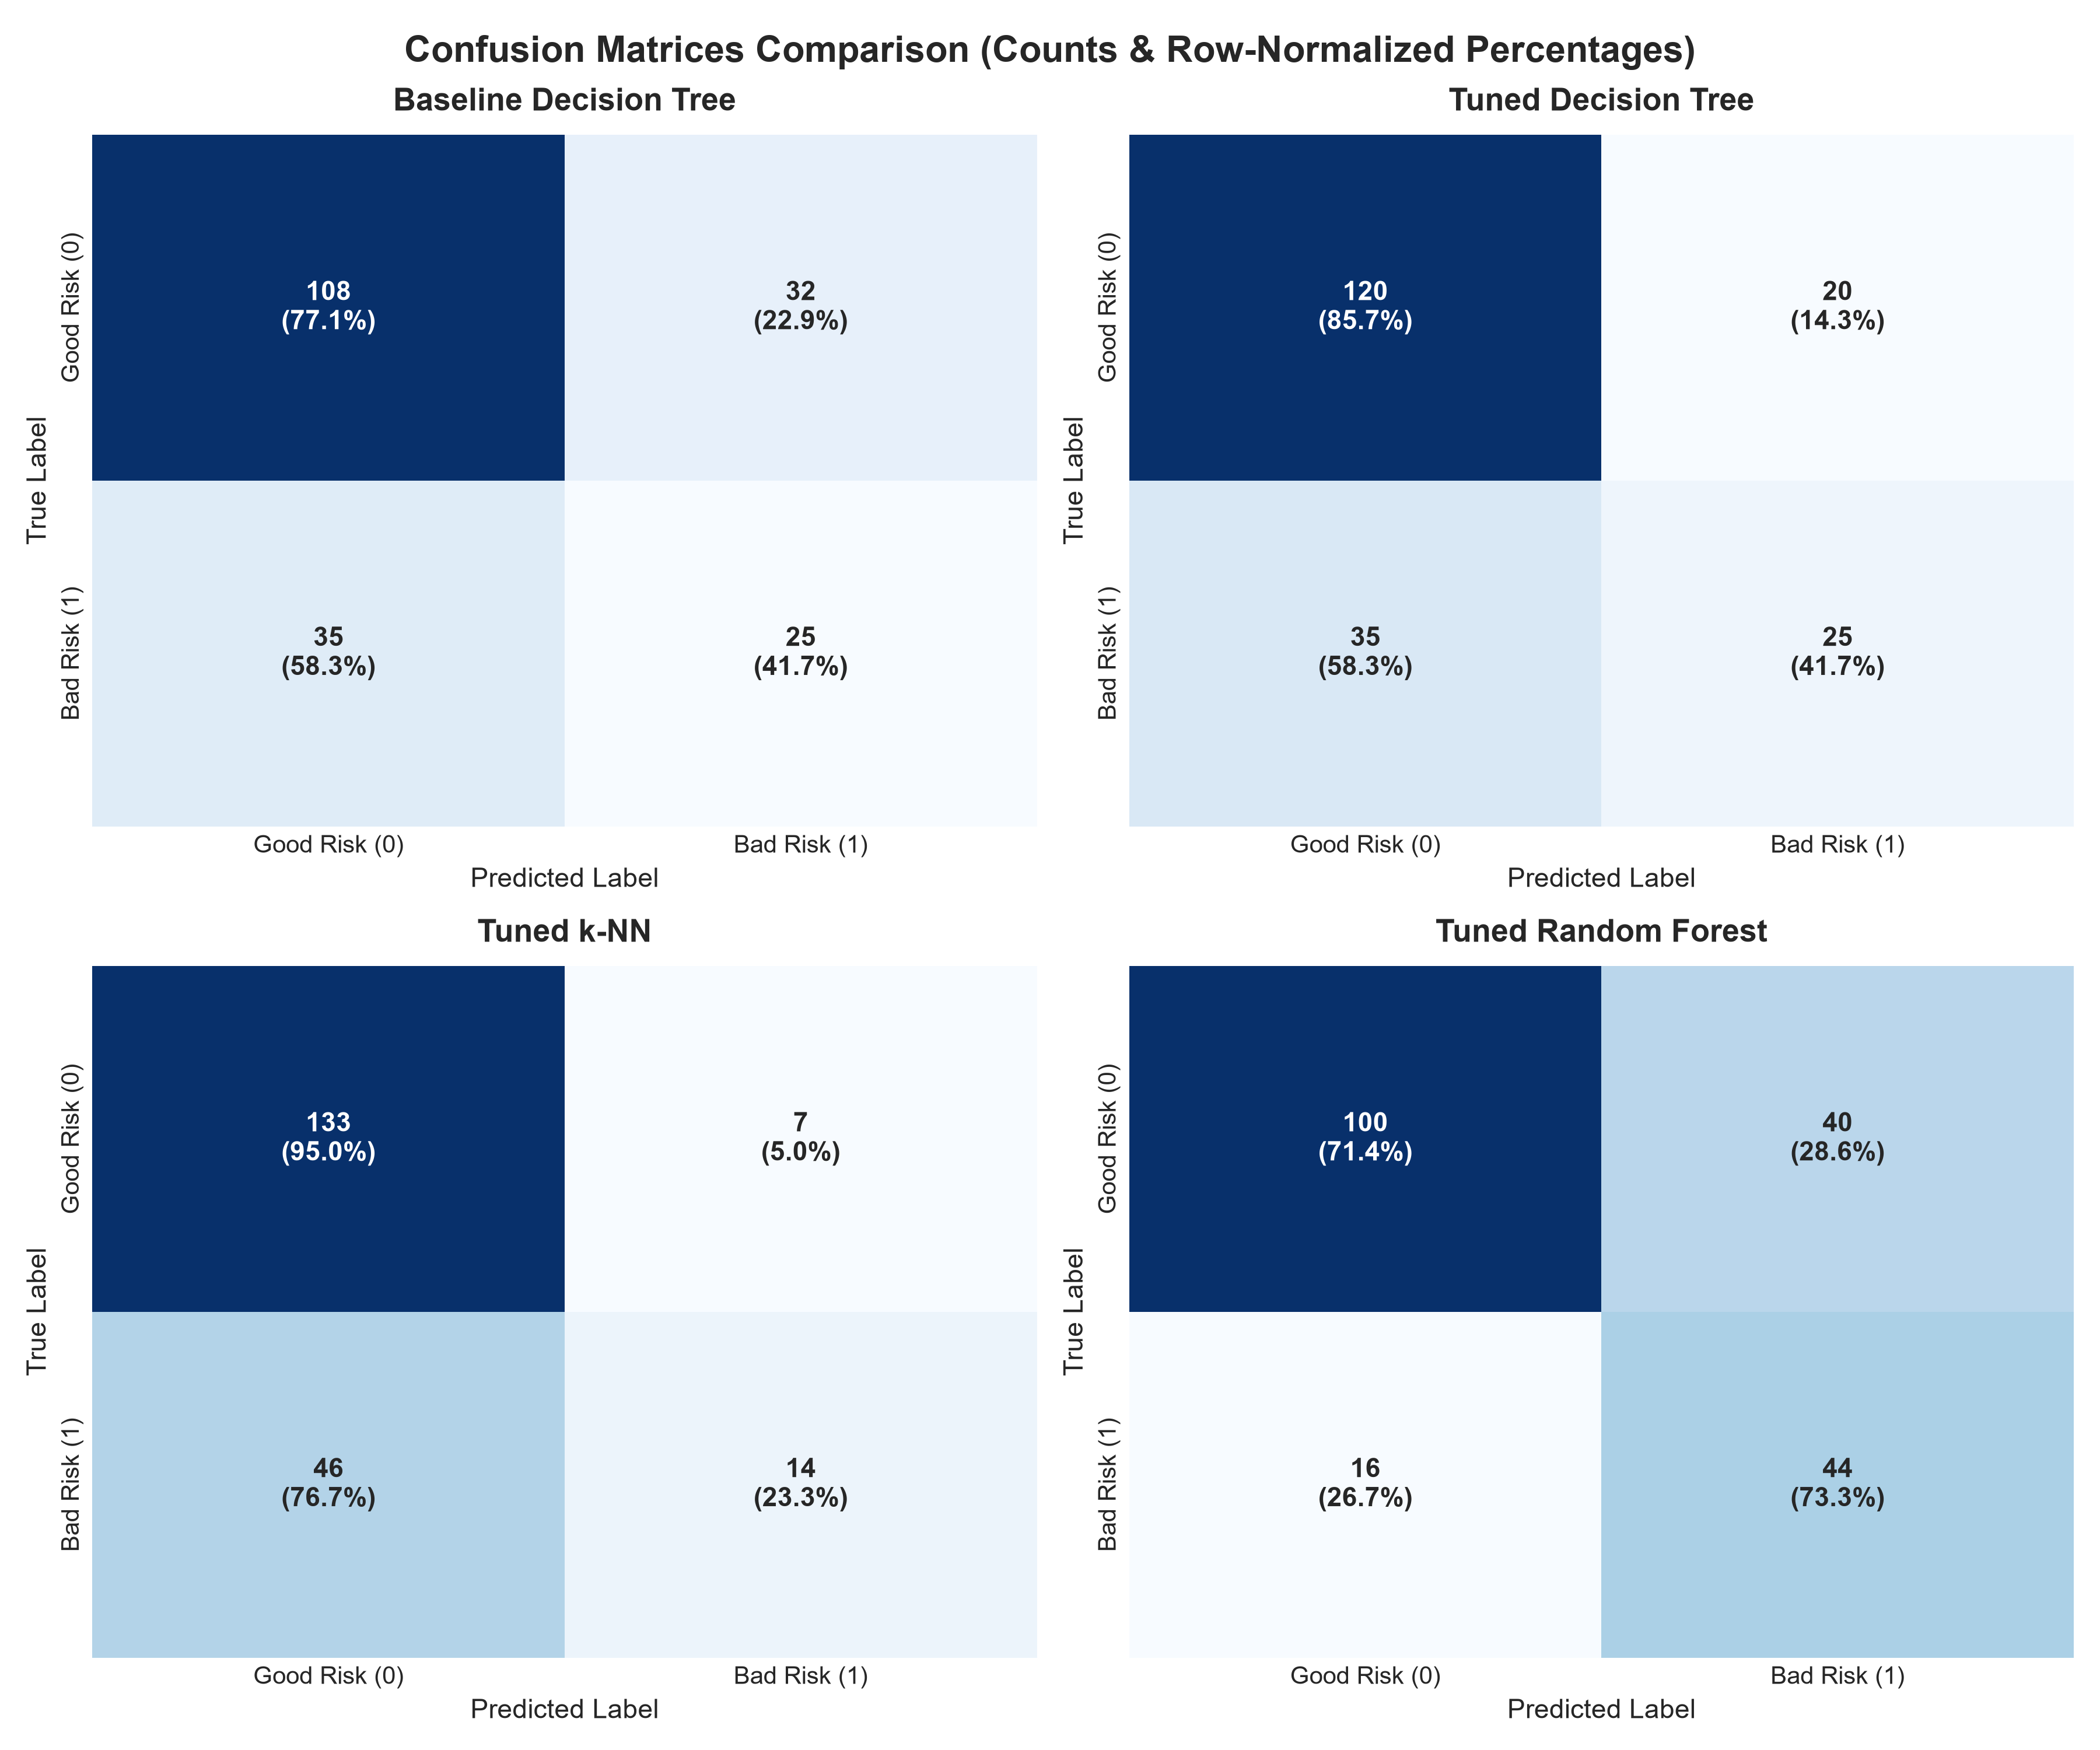 Confusion Matrices Comparison (Counts & Row-Normalized Percentages)
Baseline Decision Tree
True Label
Good Risk (0)
108
(77.1%)
32
(22.9%)
Bad Risk (1)
35
(58.3%)
25
(41.7%)
Good Risk (0)
Bad Risk (1)
Predicted Label
Tuned Decision Tree
True Label
Good Risk (0)
120
(85.7%)
20
(14.3%)
Bad Risk (1)
35
(58.3%)
25
(41.7%)
Good Risk (0)
Bad Risk (1)
Predicted Label
Tuned k-NN
True Label
Good Risk (0)
133
(95.0%)
7
(5.0%)
Bad Risk (1)
46
(76.7%)
14
(23.3%)
Good Risk (0)
Bad Risk (1)
Predicted Label
Tuned Random Forest
True Label
Good Risk (0)
100
(71.4%)
40
(28.6%)
Bad Risk (1)
16
(26.7%)
44
(73.3%)
Good Risk (0)
Bad Risk (1)
Predicted Label